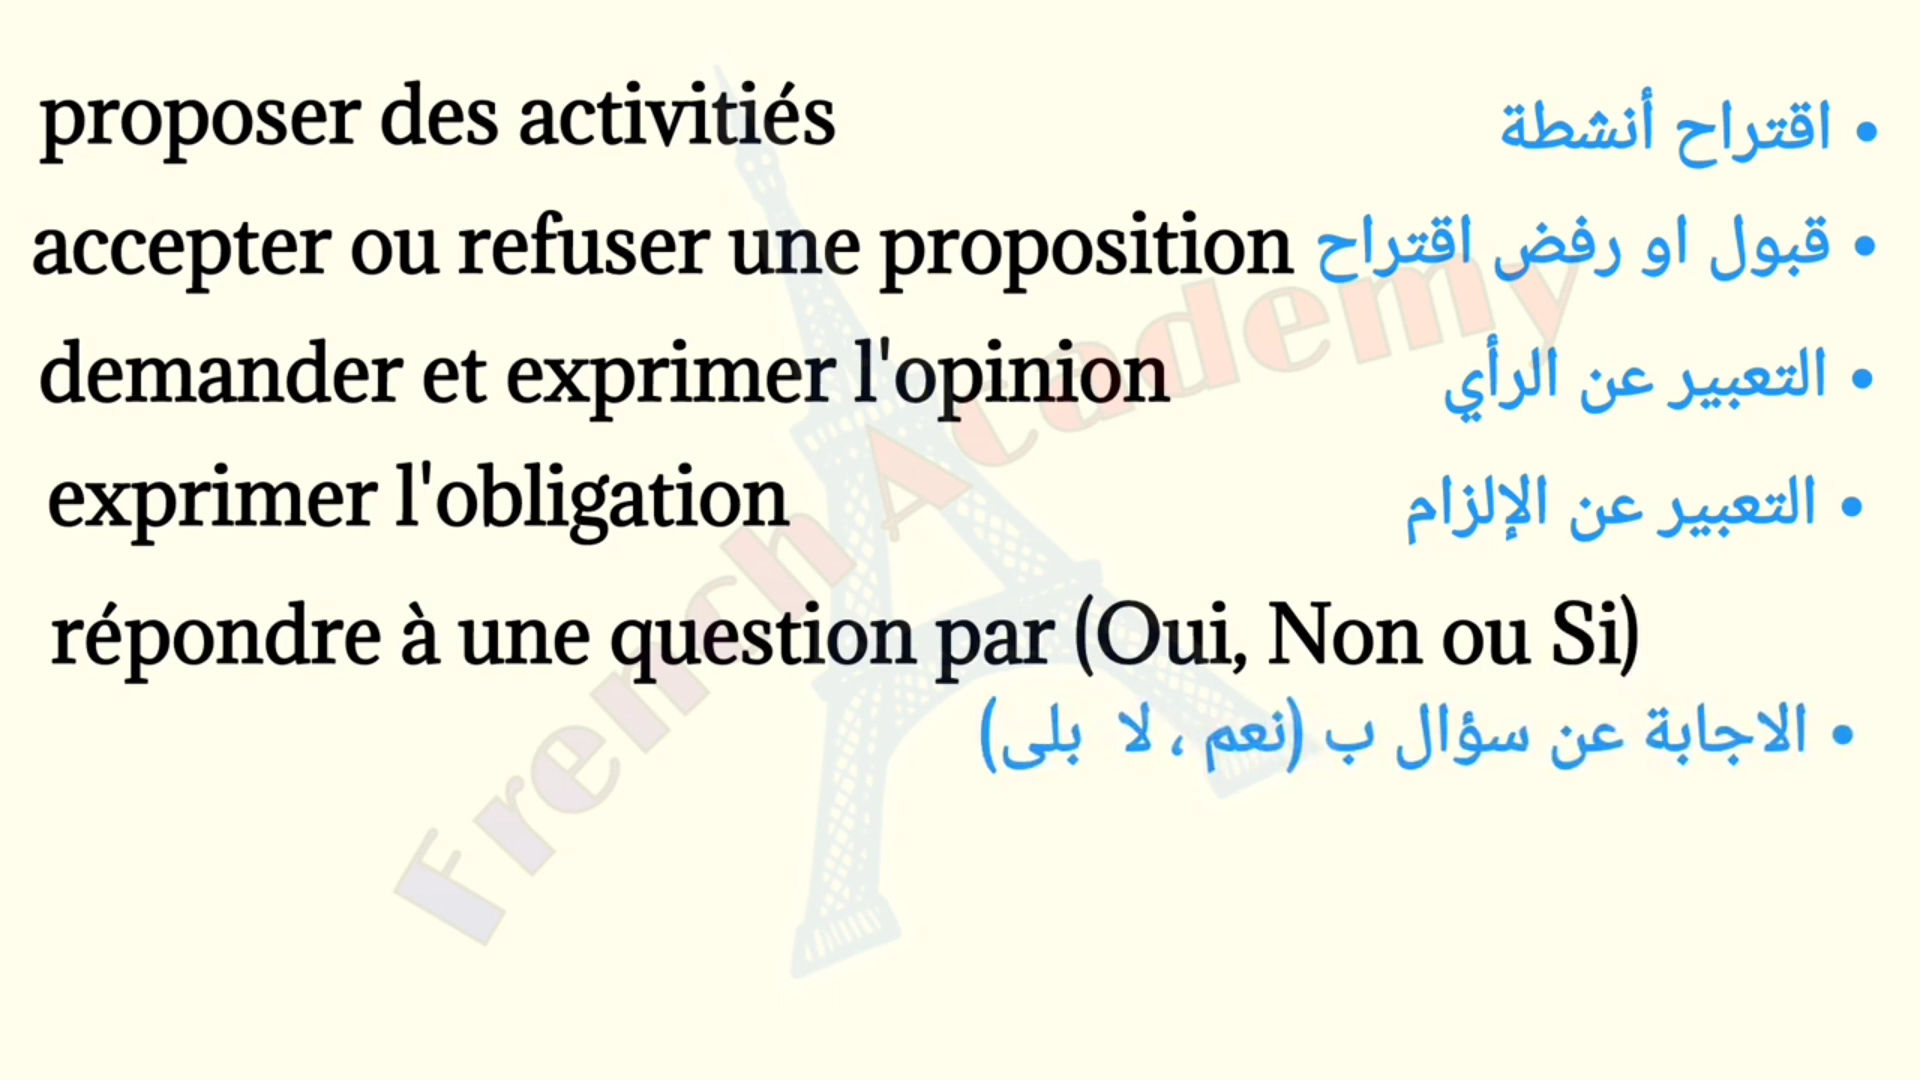 proposer des activitiés
• اقتراح أنشطة
accepter ou refuser une proposition
• قبول او رفض اقتراح
demander et exprimer l'opinion
• التعبير عن الرأي
exprimer l'obligation
• التعبير عن الإلزام
répondre à une question par (Oui, Non ou Si)
• الاجابة عن سؤال ب (نعم ، لا بلى)
French Academy